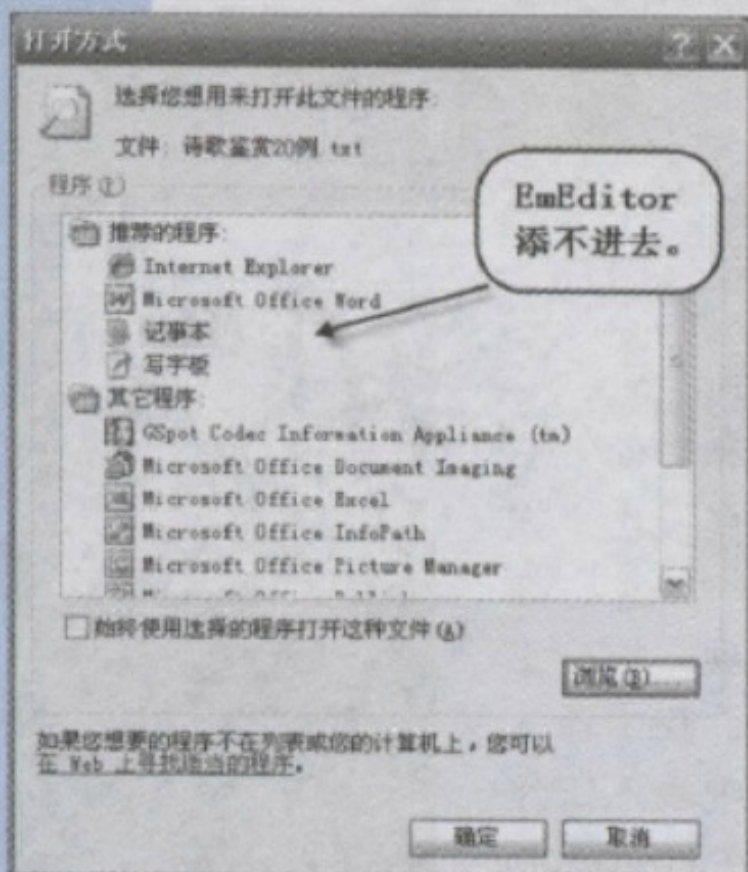 打开方式
选择您想用来打开此文件的程序:
文件: 诗歌鉴赏20例.txt
程序(P)
EmEditor
添不进去。
推荐的程序:
Internet Explorer
Microsoft Office Word
记事本
写字板
其它程序:
GSpot Codec Information Appliance (tm)
Microsoft Office Document Imaging
Microsoft Office Excel
Microsoft Office InfoPath
Microsoft Office Picture Manager
始终使用选择的程序打开这种文件(A)
浏览(B)...
如果您想要的程序不在列表或您的计算机上,您可以
在 Web 上寻找适当的程序。
确定
取消